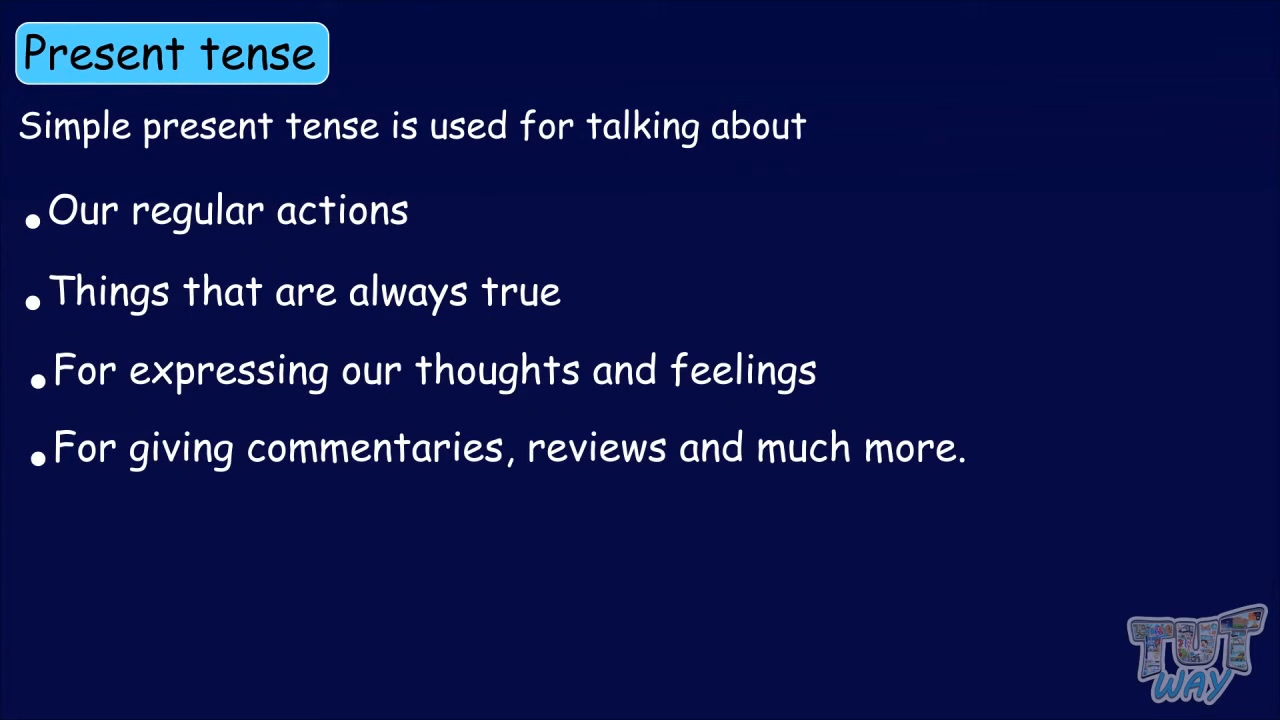 Present tense
Simple present tense is used for talking about
• Our regular actions
• Things that are always true
• For expressing our thoughts and feelings
• For giving commentaries, reviews and much more.
TUT
WAY